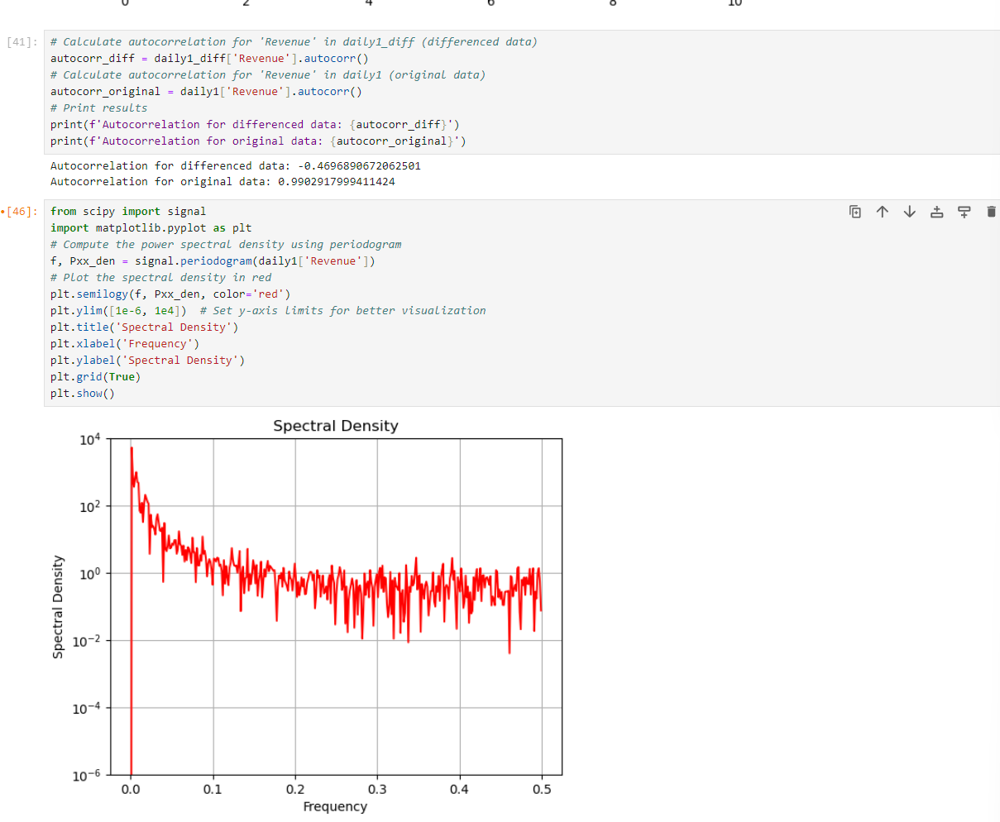 0 2 4 6 8 10
[41]: # Calculate autocorrelation for 'Revenue' in daily1_diff (differenced data)
autocorr_diff = daily1_diff['Revenue'].autocorr()
# Calculate autocorrelation for 'Revenue' in daily1 (original data)
autocorr_original = daily1['Revenue'].autocorr()
# Print results
print(f'Autocorrelation for differenced data: {autocorr_diff}')
print(f'Autocorrelation for original data: {autocorr_original}')
Autocorrelation for differenced data: -0.4696890672062501
Autocorrelation for original data: 0.9902917999411424
•[46]: from scipy import signal
import matplotlib.pyplot as plt
# Compute the power spectral density using periodogram
f, Pxx_den = signal.periodogram(daily1['Revenue'])
# Plot the spectral density in red
plt.semilogy(f, Pxx_den, color='red')
plt.ylim([1e-6, 1e4])  # Set y-axis limits for better visualization
plt.title('Spectral Density')
plt.xlabel('Frequency')
plt.ylabel('Spectral Density')
plt.grid(True)
plt.show()
Spectral Density
10⁴
10²
10⁰
10⁻²
10⁻⁴
10⁻⁶
Spectral Density
0.0 0.1 0.2 0.3 0.4 0.5
Frequency